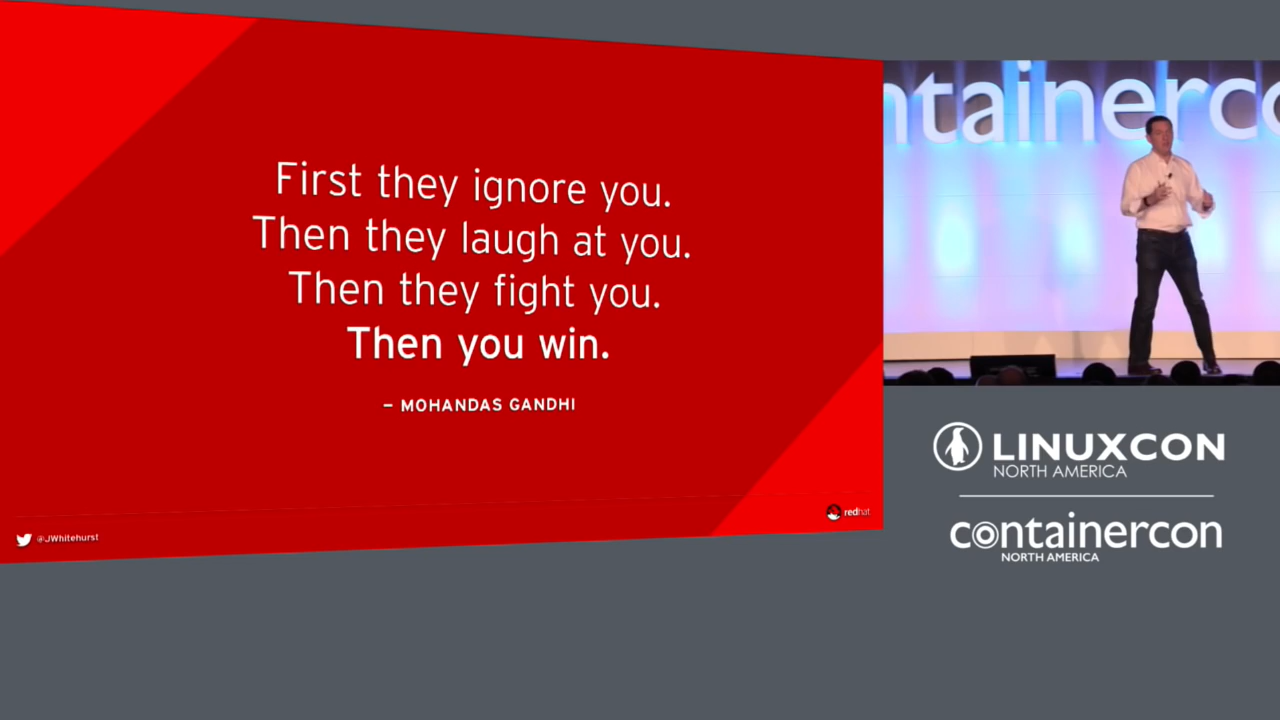 First they ignore you.
Then they laugh at you.
Then they fight you.
Then you win.
– MOHANDAS GANDHI
@JWhitehurst
redhat
ntainerco
LINUXCON
NORTH AMERICA
containercon
NORTH AMERICA